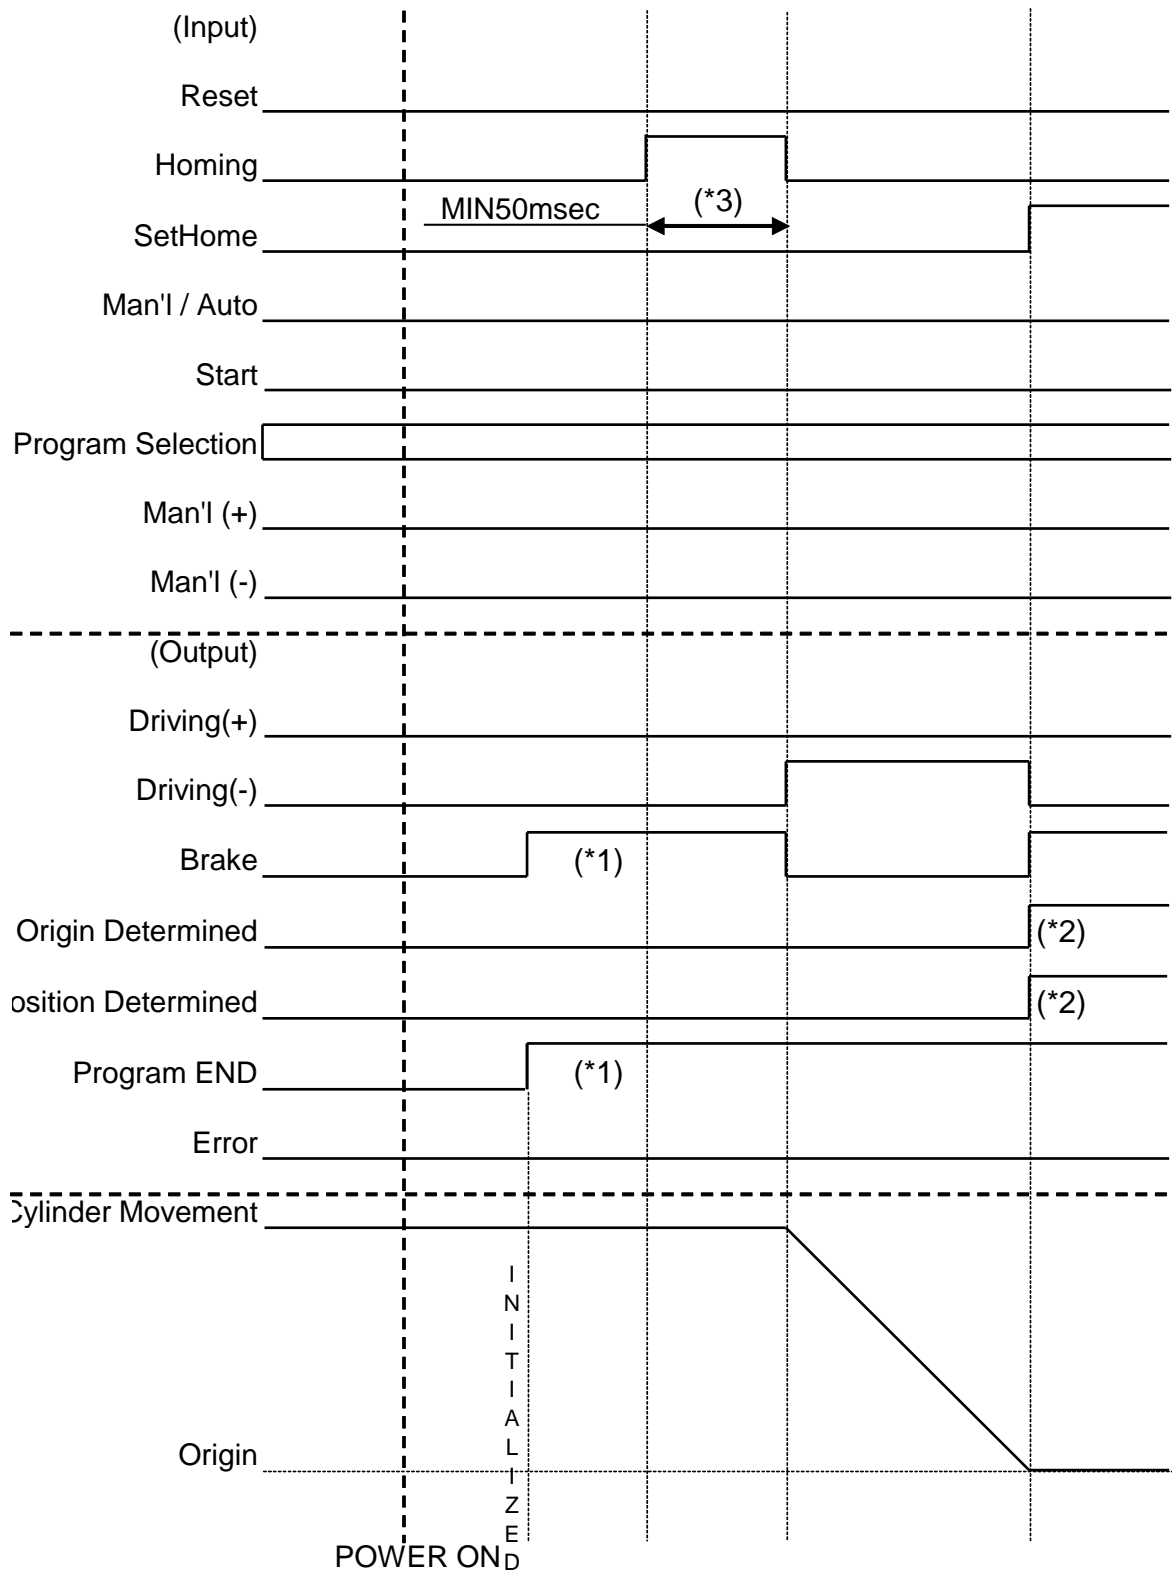 (Input)
Reset
Homing
MIN50msec (*3)
SetHome
Man'l / Auto
Start
Program Selection
Man'l (+)
Man'l (-)
(Output)
Driving(+)
Driving(-)
Brake (*1)
Origin Determined (*2)
osition Determined (*2)
Program END (*1)
Error
Cylinder Movement
INITIALIZED
Origin
POWER ON